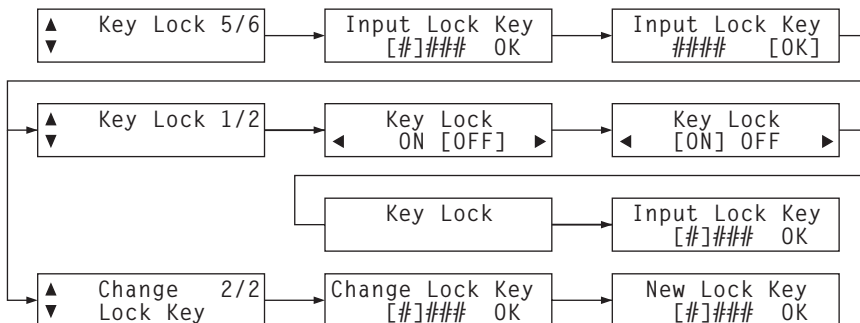 ▲ Key Lock 5/6
▼
Input Lock Key
[#]### OK
Input Lock Key
#### [OK]
▲ Key Lock 1/2
▼
Key Lock
◀ ON [OFF] ▶
Key Lock
◀ [ON] OFF ▶
Key Lock
Input Lock Key
[#]### OK
▲ Change 2/2
▼ Lock Key
Change Lock Key
[#]### OK
New Lock Key
[#]### OK